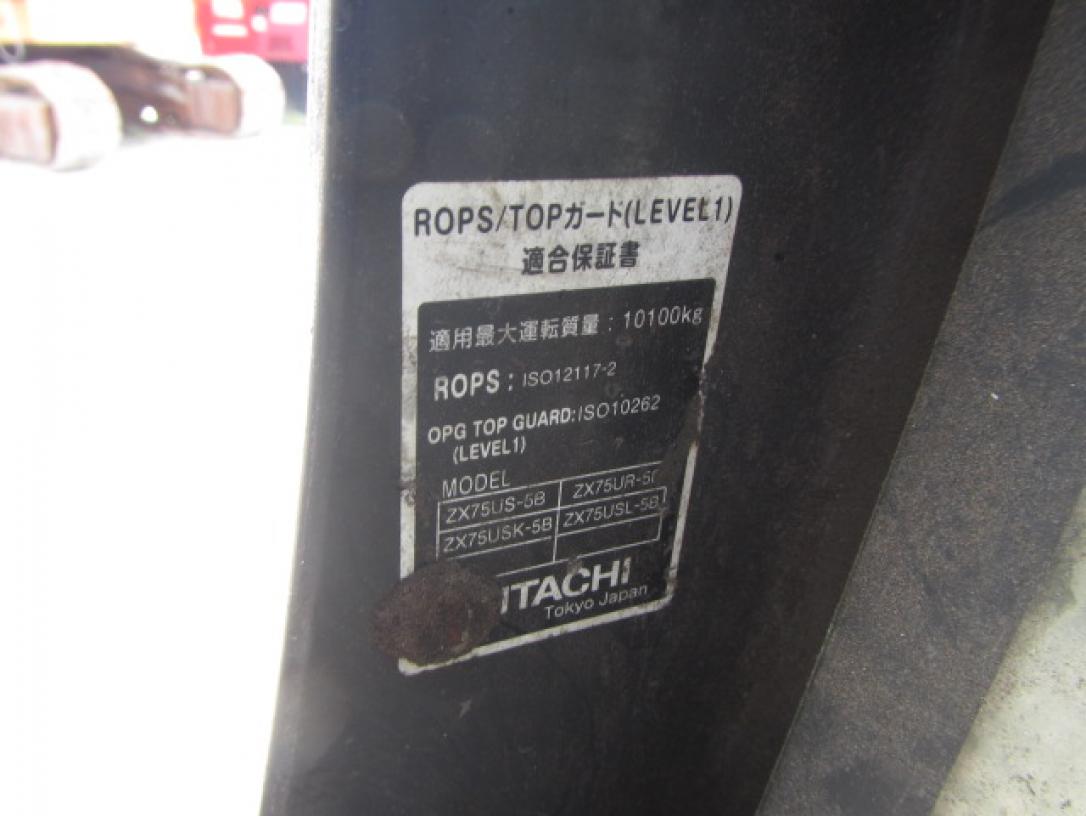 ROPS/TOPガード(LEVEL1)
適合保証書
適用最大運転質量：10100kg
ROPS：ISO12117-2
OPG TOP GUARD:ISO10262
(LEVEL1)
MODEL
ZX75US-5B ZX75UR-5
ZX75USK-5B ZX75USL-5B
ITACHI
Tokyo Japan